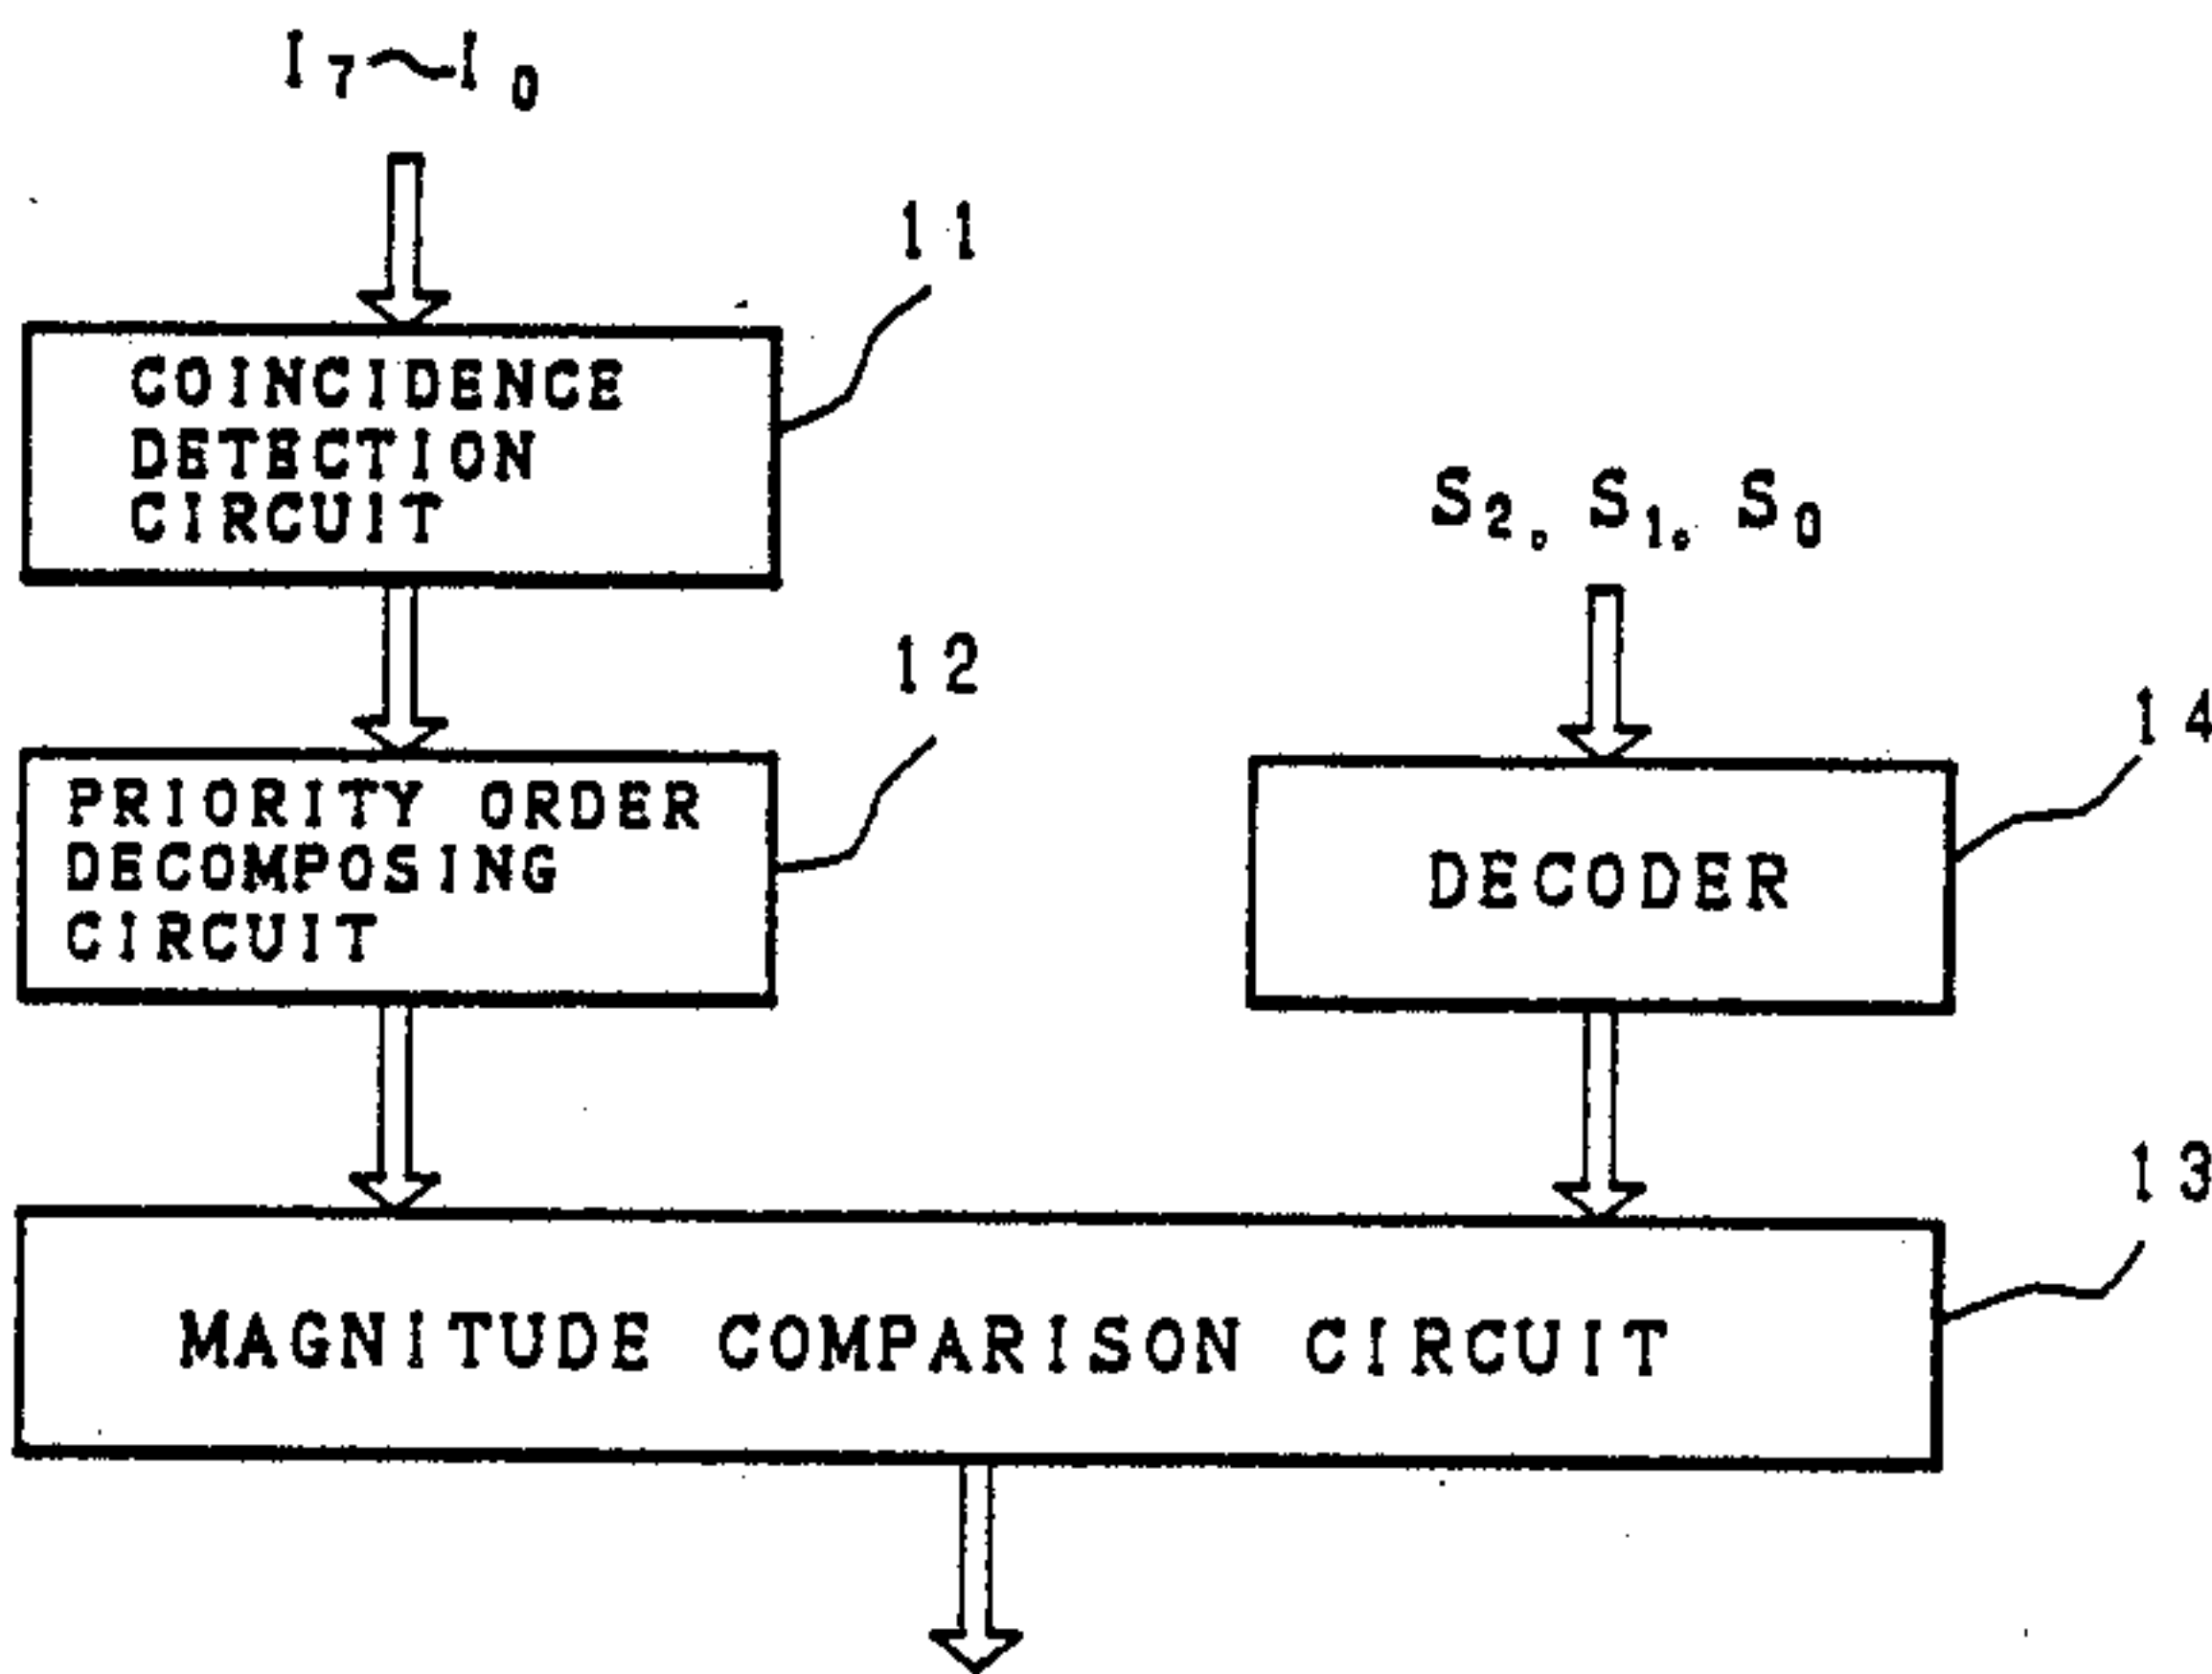 I₇～I₀
11
COINCIDENCE
DETECTION
CIRCUIT
S₂, S₁, S₀
12
14
PRIORITY ORDER
DECOMPOSING
CIRCUIT
DECODER
13
MAGNITUDE COMPARISON CIRCUIT